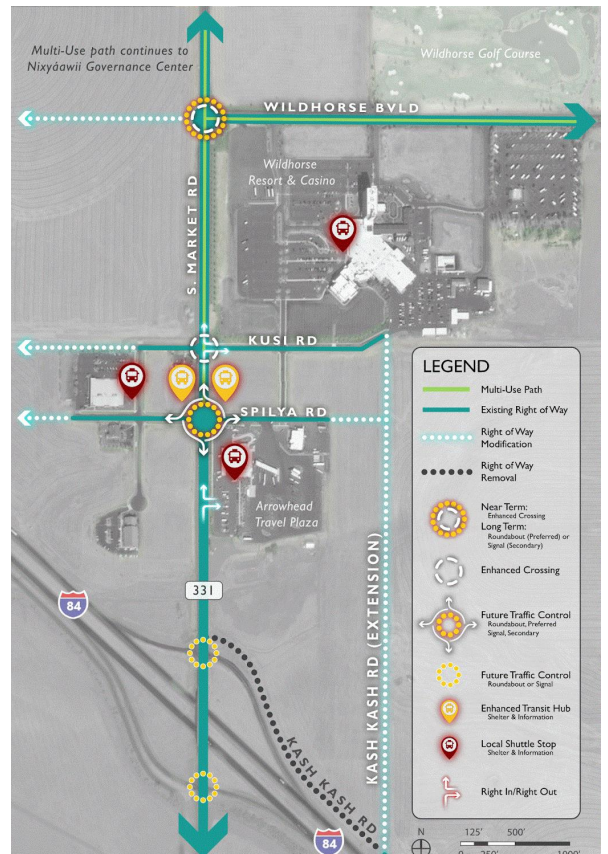 Multi-Use path continues to
Nixyáawii Governance Center
Wildhorse Golf Course
WILDHORSE BVLD
Wildhorse
Resort & Casino
S. MARKET RD
KUSI RD
SPILYA RD
Arrowhead
Travel Plaza
331
84
KASH KASH RD (EXTENSION)
KASH KASH RD
84
LEGEND
Multi-Use Path
Existing Right of Way
Right of Way
Modification
Right of Way
Removal
Near Term:
Enhanced Crossing
Long Term:
Roundabout (Preferred) or
Signal (Secondary)
Enhanced Crossing
Future Traffic Control
Roundabout, Preferred
Signal, Secondary
Future Traffic Control
Roundabout or Signal
Enhanced Transit Hub
Shelter & Information
Local Shuttle Stop
Shelter & Information
Right In/Right Out
N
125' 500'
0 250' 1000'